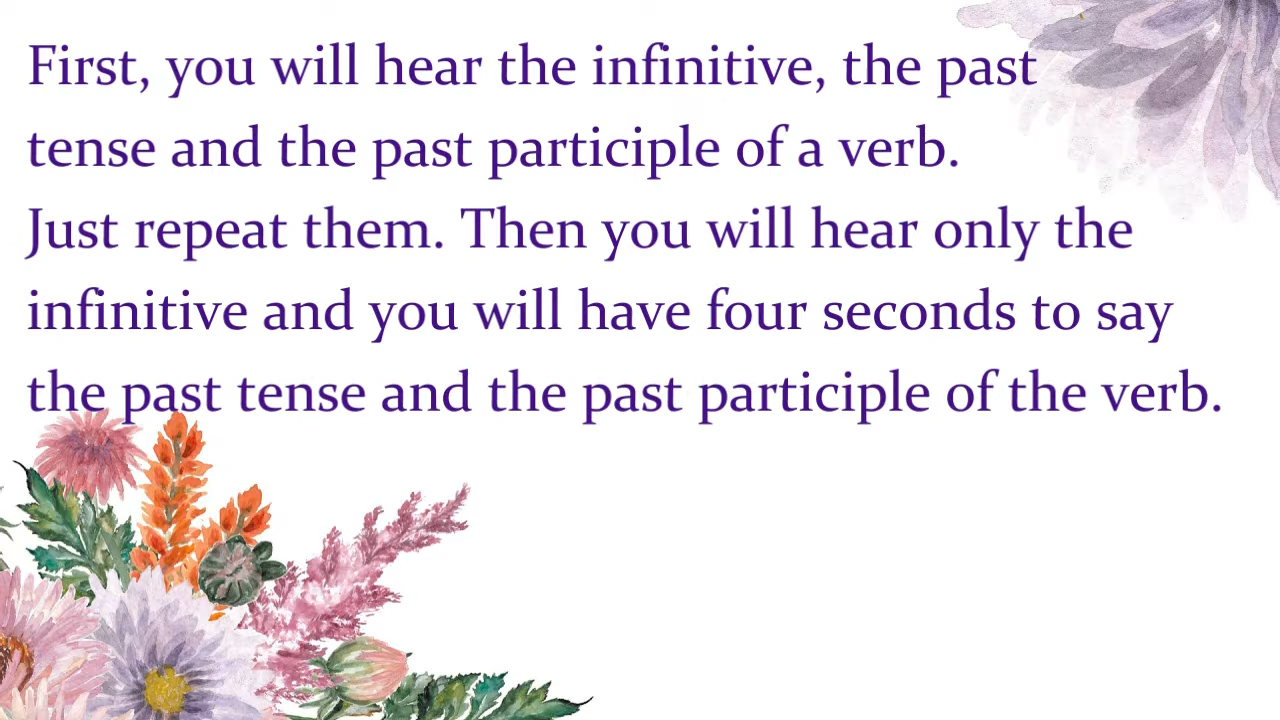 First, you will hear the infinitive, the past
tense and the past participle of a verb.
Just repeat them. Then you will hear only the
infinitive and you will have four seconds to say
the past tense and the past participle of the verb.